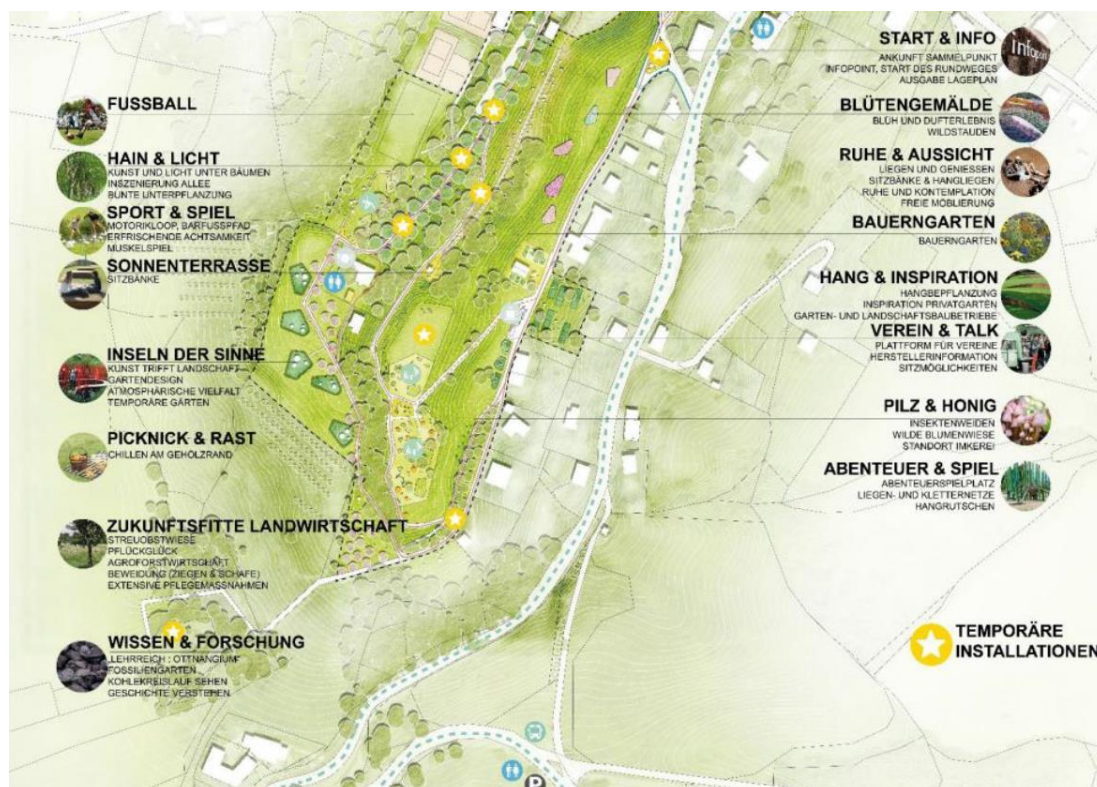 FUSSBALL
HAIN & LICHT
KUNST UND LICHT UNTER BÄUMEN
INSZENIERUNG ALLEE
BUNTE UNTERPFLANZUNG
SPORT & SPIEL
MOTORIKLOOP, BARFUSSPFAD
ERFRISCHENDE ACHTSAMKEIT
MUSKELSPIEL
SONNENTERRASSE
SITZBÄNKE
INSELN DER SINNE
KUNST TRIFFT LANDSCHAFT
GARTENDESIGN
ATMOSPHÄRISCHE VIELFALT
TEMPORÄRE GÄRTEN
PICKNICK & RAST
CHILLEN AM GEHÖLZRAND
ZUKUNFTSFITTE LANDWIRTSCHAFT
STREUOBSTWIESE
PFLÜCKGLÜCK
AGROFORSTWIRTSCHAFT
BEWEIDUNG (ZIEGEN & SCHAFE)
EXTENSIVE PFLEGEMASSNAHMEN
WISSEN & FORSCHUNG
LEHRREICH : OTTNANGIUM
FOSSILIENGARTEN
KOHLEKREISLAUF SEHEN
GESCHICHTE VERSTEHEN
START & INFO
ANKUNFT SAMMELPUNKT
INFOPOINT, START DES RUNDWEGES
AUSGABE LAGEPLAN
Infopoint
BLÜTENGEMÄLDE
BLÜH UND DUFTERLEBNIS
WILDSTAUDEN
RUHE & AUSSICHT
LIEGEN UND GENIESSEN
SITZBÄNKE & HANGLIEGEN
RUHE UND KONTEMPLATION
FREIE MÖBLIERUNG
BAUERNGARTEN
BAUERNGARTEN
HANG & INSPIRATION
HANGBEPFLANZUNG
INSPIRATION PRIVATGARTEN
GARTEN- UND LANDSCHAFTSBAUBETRIEBE
VEREIN & TALK
PLATTFORM FÜR VEREINE
HERSTELLERINFORMATION
SITZMÖGLICHKEITEN
PILZ & HONIG
INSEKTENWEIDEN
WILDE BLUMENWIESE
STANDORT IMKEREI
ABENTEUER & SPIEL
ABENTEUERSPIELPLATZ
LIEGEN- UND KLETTERNETZE
HANGRUTSCHEN
TEMPORÄRE
INSTALLATIONEN
P